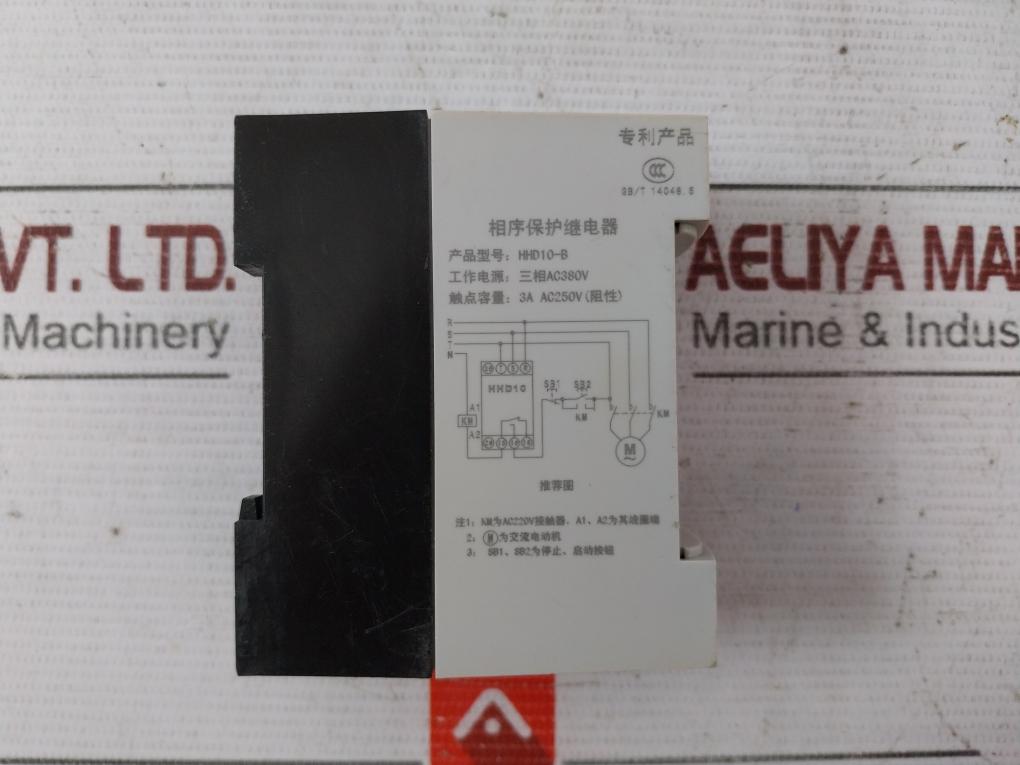 专利产品
CCC
GB/T 14048.5
相序保护继电器
产品型号：HHD10-B
工作电源：三相AC380V
触点容量：3A AC250V(阻性)
R
S
T
N
T S R
HHD10
SB1 SB2
A1
KM
KM
KM
A2
M
~
推荐图
注1：KM为AC220V接触器、A1、A2为其线圈端
2：M为交流电动机
3：SB1、SB2为停止、启动按钮
VT. LTD.
Machinery
AELIYA MA
Marine & Indus